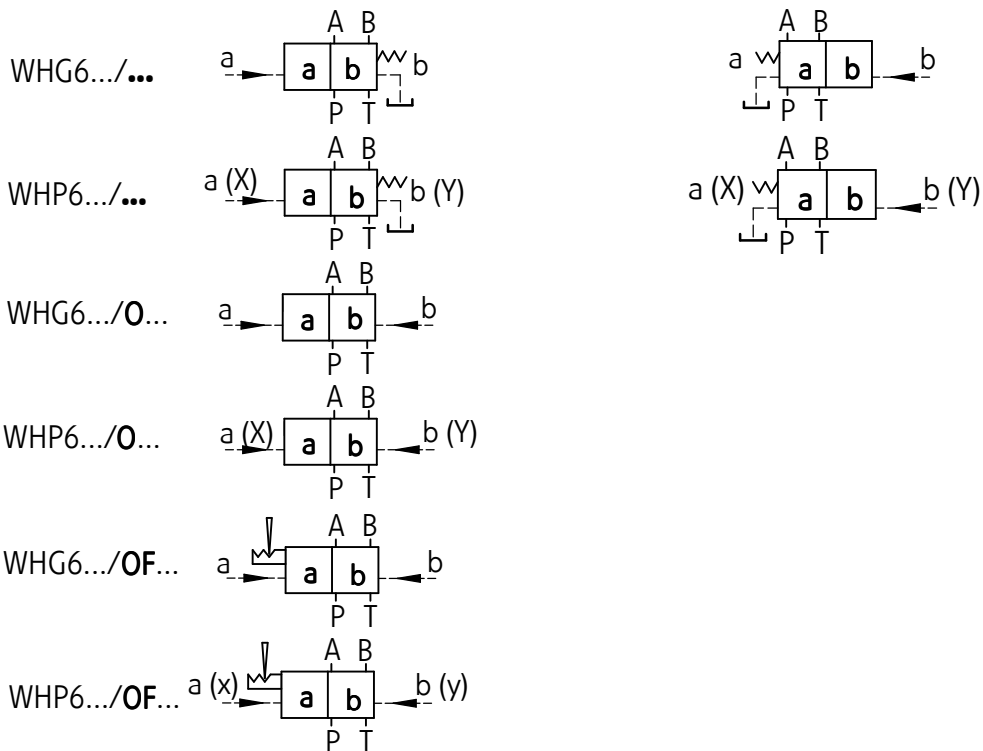 A B
WHG6.../... a a b b
P T
A B
a a b b
P T
A B
WHP6.../... a (X) a b b (Y)
P T
A B
a (X) a b b (Y)
P T
A B
WHG6.../O... a a b b
P T
A B
WHP6.../O... a (X) a b b (Y)
P T
A B
WHG6.../OF... a a b b
P T
A B
WHP6.../OF... a (x) a b b (y)
P T